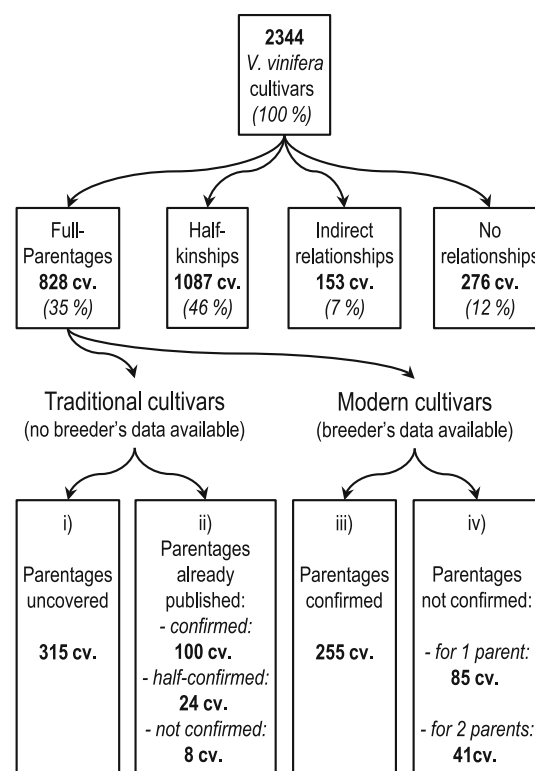 2344
V. vinifera
cultivars
(100 %)
Full-
Parentages
828 cv.
(35 %)
Half-
kinships
1087 cv.
(46 %)
Indirect
relationships
153 cv.
(7 %)
No
relationships
276 cv.
(12 %)
Traditional cultivars
(no breeder's data available)
Modern cultivars
(breeder's data available)
i)
Parentages
uncovered
315 cv.
ii)
Parentages
already
published:
- confirmed:
100 cv.
- half-confirmed:
24 cv.
- not confirmed:
8 cv.
iii)
Parentages
confirmed
255 cv.
iv)
Parentages
not confirmed:
- for 1 parent:
85 cv.
- for 2 parents:
41cv.